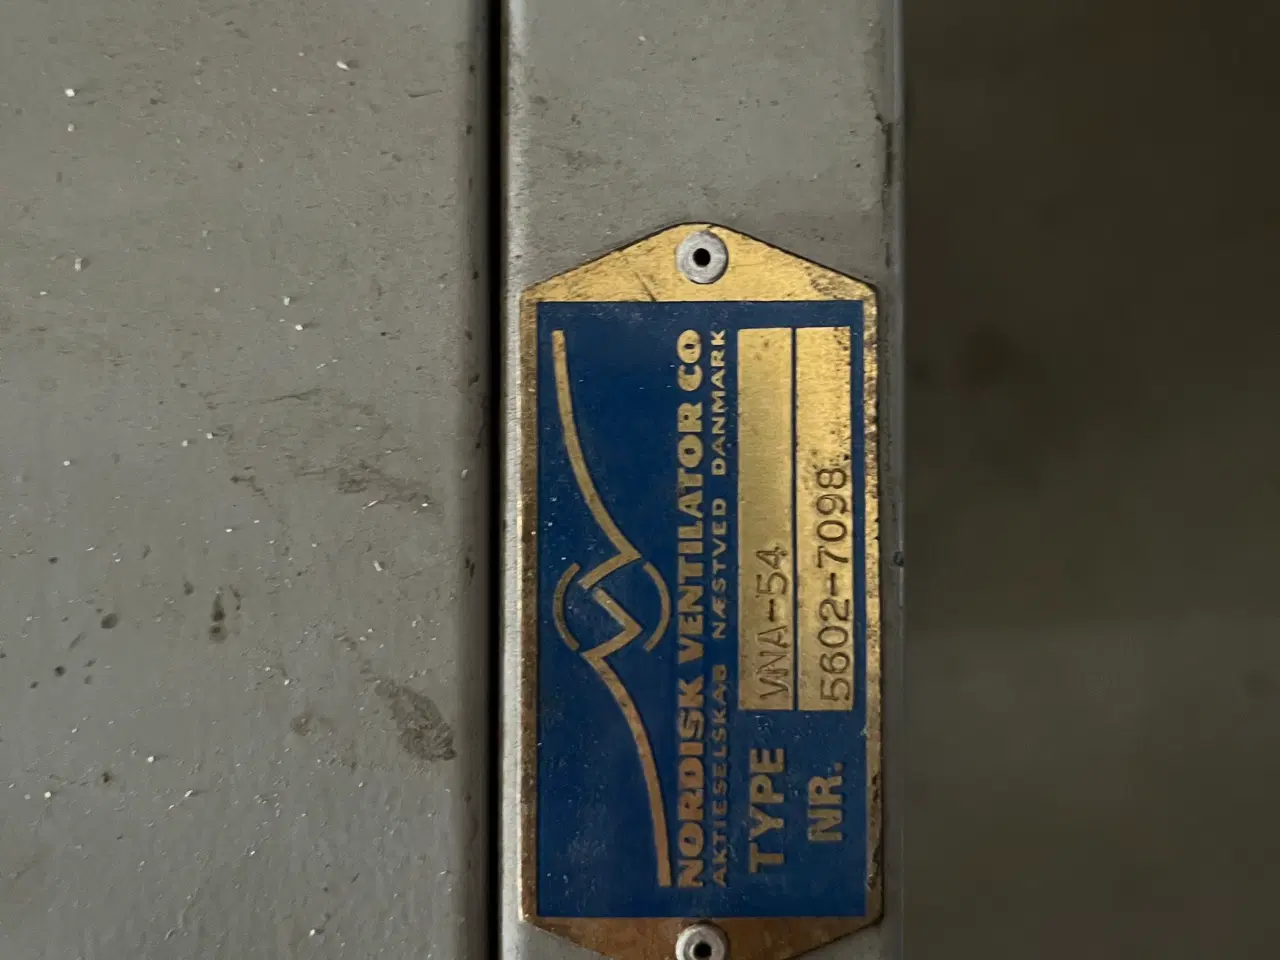 NORDISK VENTILATOR CO
AKTIESELSKAB NÆSTVED DANMARK
TYPE VNA-54
NR. 5602-7098.